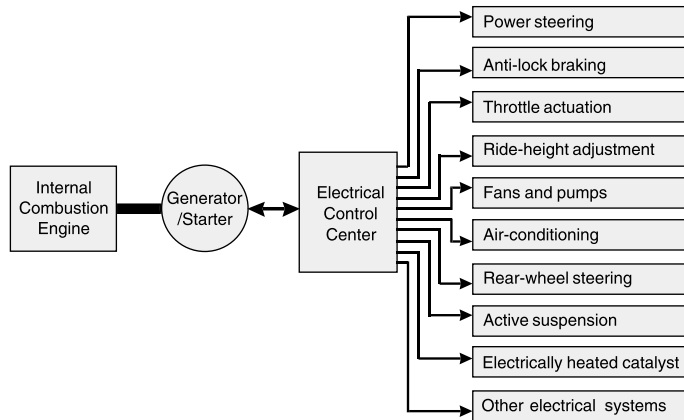 Internal
Combustion
Engine
Generator
/Starter
Electrical
Control
Center
Power steering
Anti-lock braking
Throttle actuation
Ride-height adjustment
Fans and pumps
Air-conditioning
Rear-wheel steering
Active suspension
Electrically heated catalyst
Other electrical systems